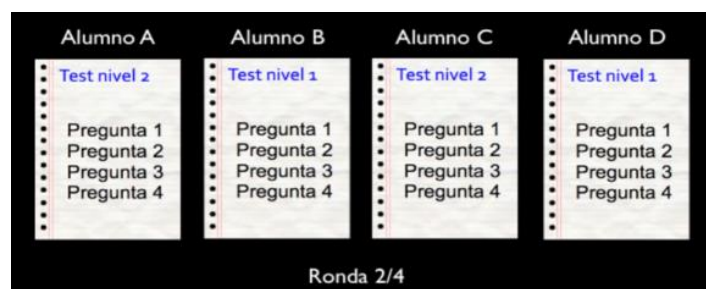 Alumno A
Alumno B
Alumno C
Alumno D
Test nivel 2
Pregunta 1
Pregunta 2
Pregunta 3
Pregunta 4
Test nivel 1
Pregunta 1
Pregunta 2
Pregunta 3
Pregunta 4
Test nivel 2
Pregunta 1
Pregunta 2
Pregunta 3
Pregunta 4
Test nivel 1
Pregunta 1
Pregunta 2
Pregunta 3
Pregunta 4
Ronda 2/4